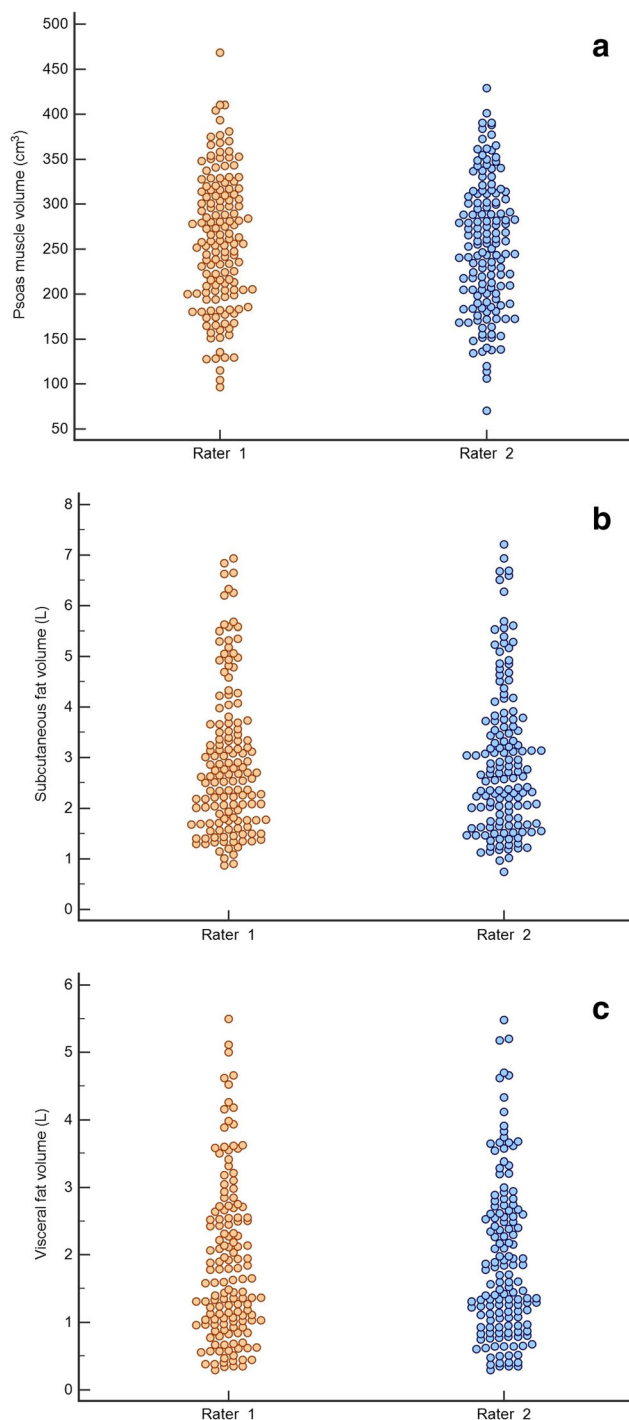 a
Psoas muscle volume (cm³)
500
450
400
350
300
250
200
150
100
50
Rater 1
Rater 2
b
Subcutaneous fat volume (L)
8
7
6
5
4
3
2
1
0
Rater 1
Rater 2
c
Visceral fat volume (L)
6
5
4
3
2
1
0
Rater 1
Rater 2